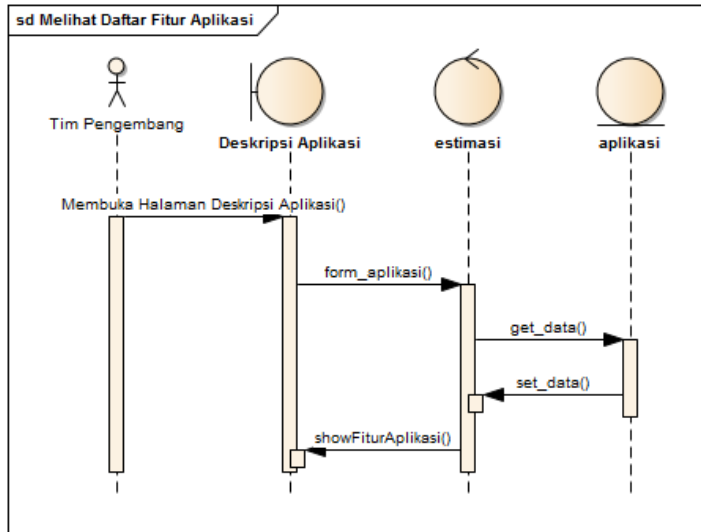 sd Melihat Daftar Fitur Aplikasi
Tim Pengembang
Deskripsi Aplikasi
estimasi
aplikasi
Membuka Halaman Deskripsi Aplikasi()
form_aplikasi()
get_data()
set_data()
showFiturAplikasi()